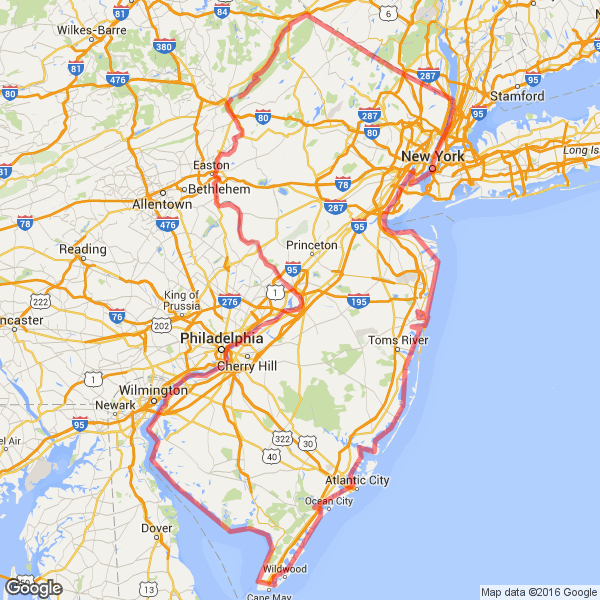 Wilkes-Barre
84
6
81
380
81
476
80
287
95
Stamford
80
80
287
95
80
Long Is
New York
Easton
Bethlehem
78
81
Allentown
287
95
78
476
Princeton
Reading
95
222
King of
Prussia
276
1
195
76
202
ncaster
Philadelphia
Toms River
Cherry Hill
1
Wilmington
Newark
95
322
30
el Air
40
Atlantic City
Ocean City
Dover
Wildwood
50
13
Cape May
Google
Map data ©2016 Google